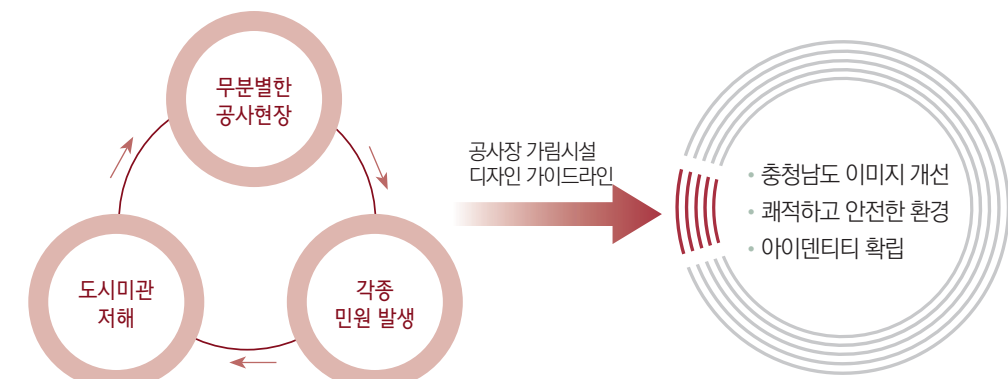 무분별한
공사현장
도시미관
저해
각종
민원 발생
공사장 가림시설
디자인 가이드라인
• 충청남도 이미지 개선
• 쾌적하고 안전한 환경
• 아이덴티티 확립